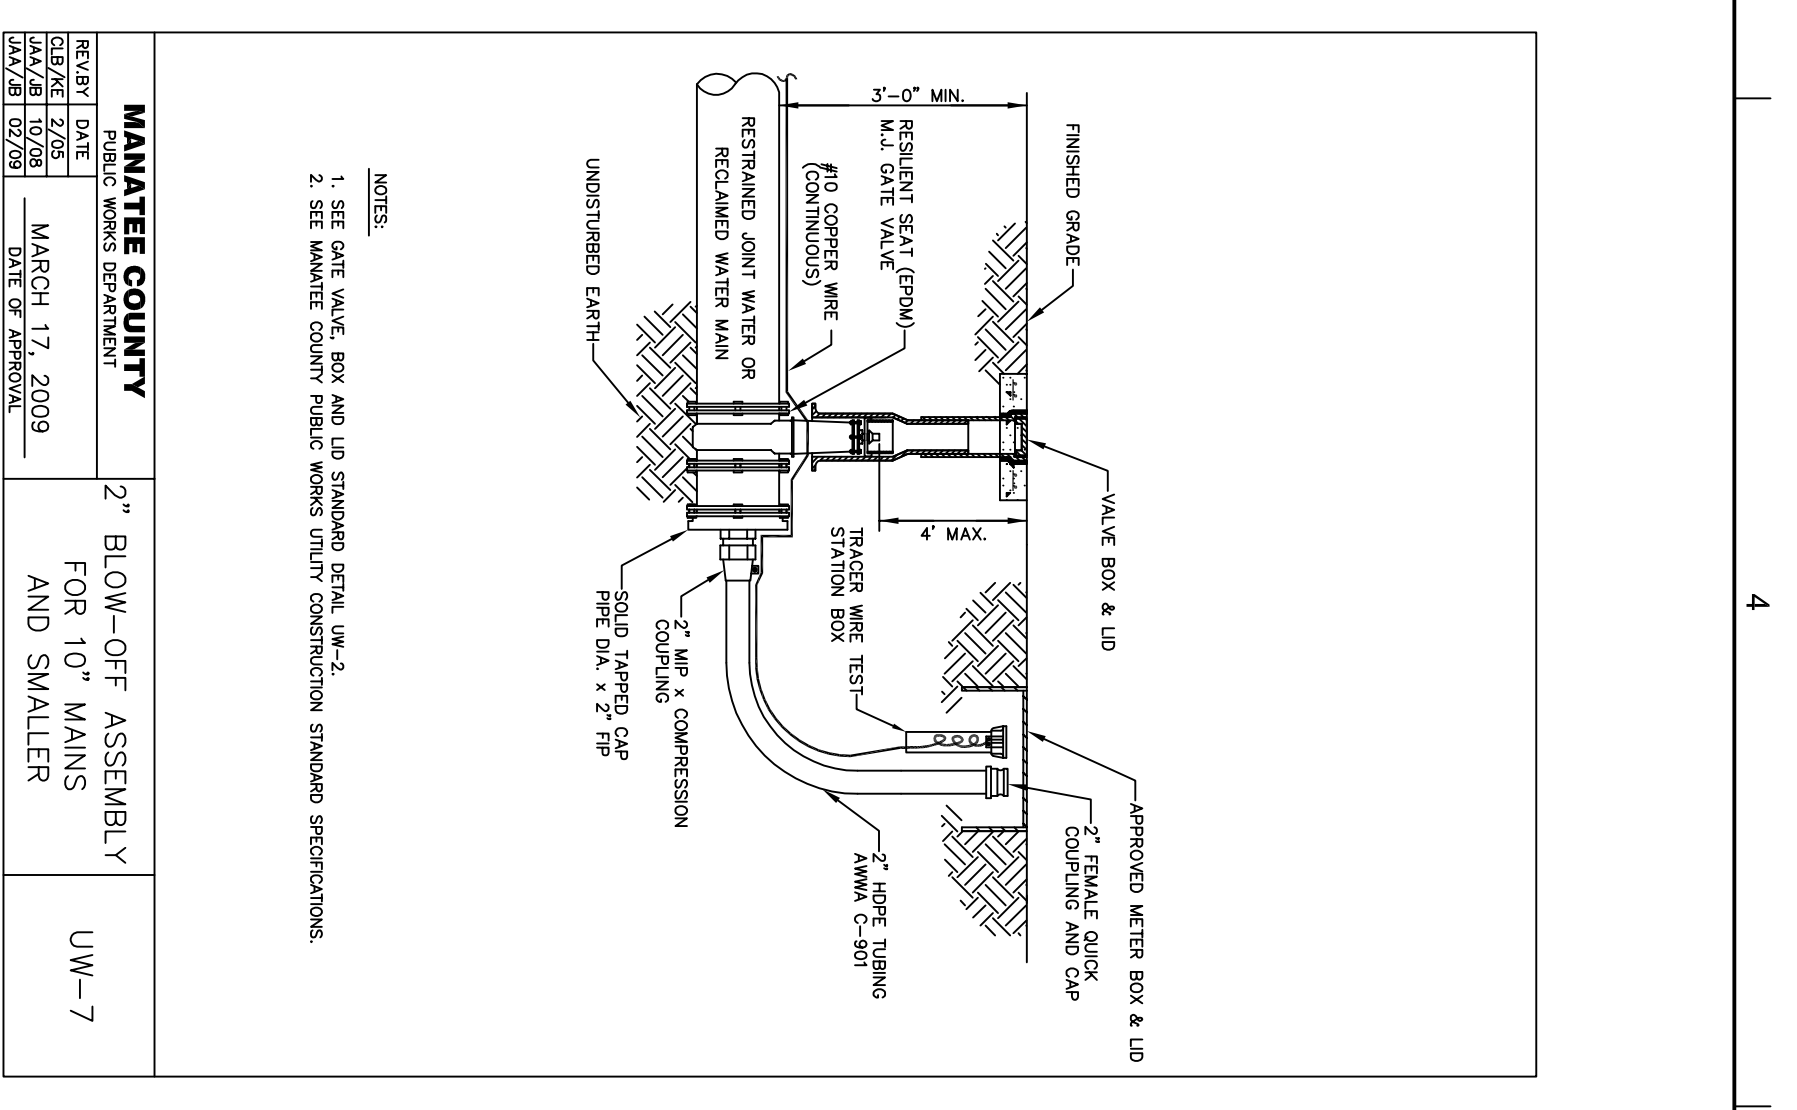 4
FINISHED GRADE
3'-0" MIN.
RESILIENT SEAT (EPDM)
M.J. GATE VALVE
#10 COPPER WIRE
(CONTINUOUS)
RESTRAINED JOINT WATER OR
RECLAIMED WATER MAIN
UNDISTURBED EARTH
VALVE BOX & LID
4' MAX.
TRACER WIRE TEST
STATION BOX
2" MIP x COMPRESSION
COUPLING
SOLID TAPPED CAP
PIPE DIA. x 2" FIP
APPROVED METER BOX & LID
2" FEMALE QUICK
COUPLING AND CAP
2" HDPE TUBING
AWWA C-901
NOTES:
1. SEE GATE VALVE, BOX AND LID STANDARD DETAIL UW-2.
2. SEE MANATEE COUNTY PUBLIC WORKS UTILITY CONSTRUCTION STANDARD SPECIFICATIONS.
MANATEE COUNTY
PUBLIC WORKS DEPARTMENT
REV.BY DATE
CLB/KE 2/05
JAA/JB 10/08
JAA/JB 02/09
MARCH 17, 2009
DATE OF APPROVAL
2" BLOW-OFF ASSEMBLY
FOR 10" MAINS
AND SMALLER
UW-7